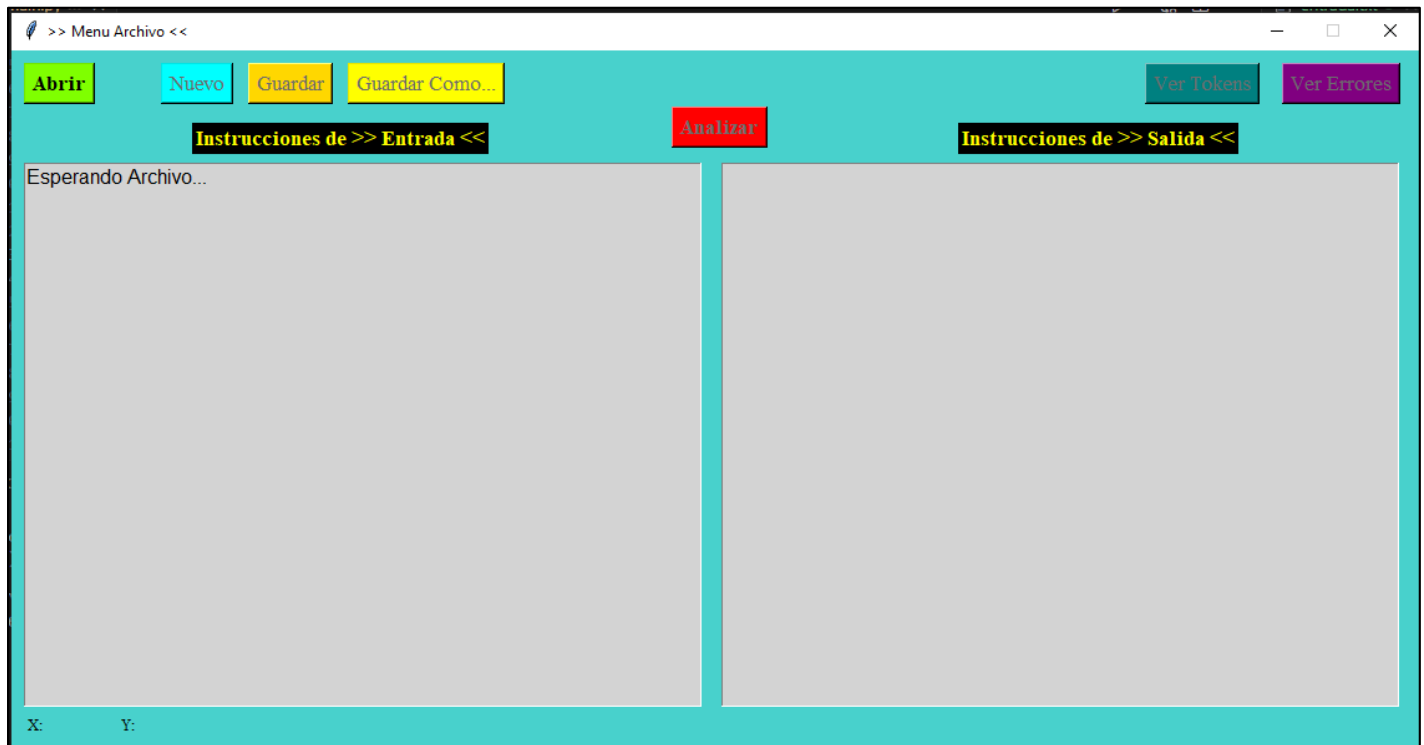 >> Menu Archivo <<
Abrir Nuevo Guardar Guardar Como... Ver Tokens Ver Errores
Analizar
Instrucciones de >> Entrada << Instrucciones de >> Salida <<
Esperando Archivo...
X: Y: